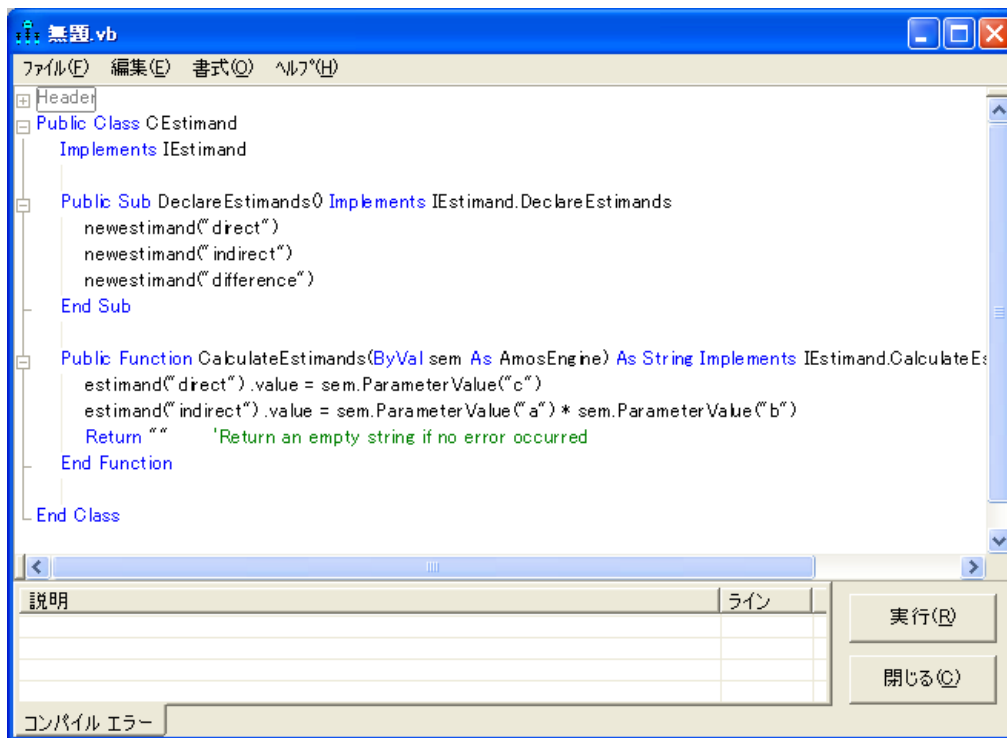 無題.vb
ファイル(F) 編集(E) 書式(O) ヘルプ(H)
Header
Public Class CEstimand
Implements IEstimand
Public Sub DeclareEstimands() Implements IEstimand.DeclareEstimands
newestimand("direct")
newestimand("indirect")
newestimand("difference")
End Sub
Public Function CalculateEstimands(ByVal sem As AmosEngine) As String Implements IEstimand.CalculateEs
estimand("direct").value = sem.ParameterValue("c")
estimand("indirect").value = sem.ParameterValue("a") * sem.ParameterValue("b")
Return "" 'Return an empty string if no error occurred
End Function
End Class
説明 ライン
実行(R)
閉じる(C)
コンパイル エラー